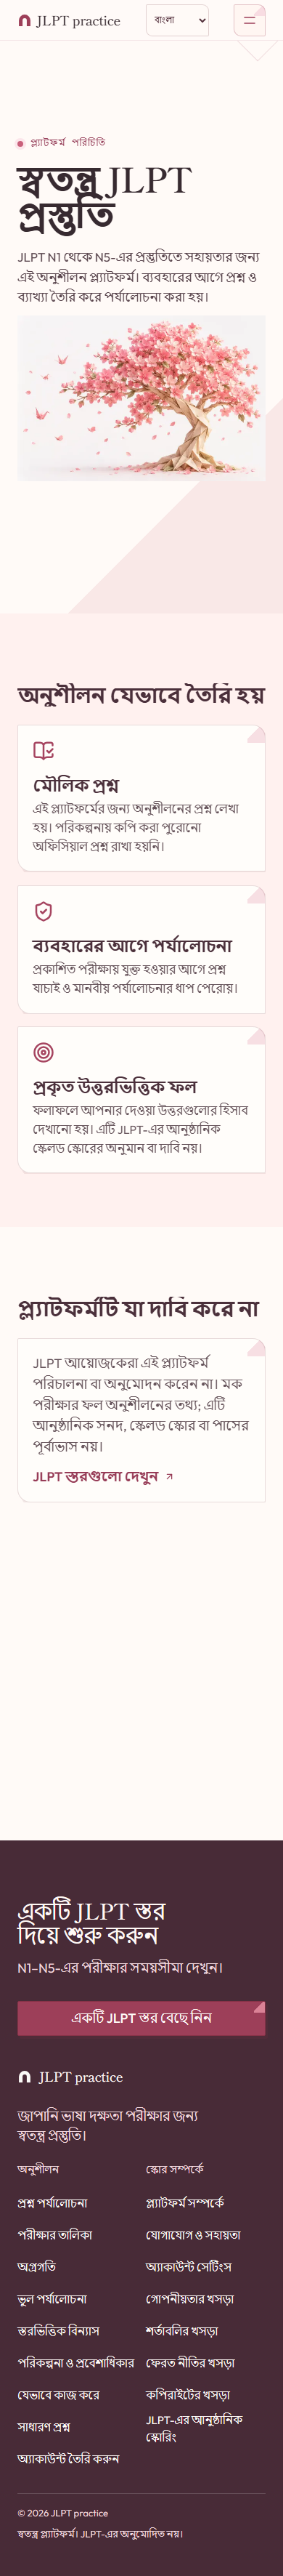 JLPT practice
বাংলা
প্ল্যাটফর্ম পরিচিতি
স্বতন্ত্র JLPT
প্রস্তুতি
JLPT N1 থেকে N5-এর প্রস্তুতিতে সহায়তার জন্য
এই অনুশীলন প্ল্যাটফর্ম। ব্যবহারের আগে প্রশ্ন ও
ব্যাখ্যা তৈরি করে পর্যালোচনা করা হয়।
অনুশীলন যেভাবে তৈরি হয়
মৌলিক প্রশ্ন
এই প্ল্যাটফর্মের জন্য অনুশীলনের প্রশ্ন লেখা
হয়। পরিকল্পনায় কপি করা পুরোনো
অফিসিয়াল প্রশ্ন রাখা হয়নি।
ব্যবহারের আগে পর্যালোচনা
প্রকাশিত পরীক্ষায় যুক্ত হওয়ার আগে প্রশ্ন
যাচাই ও মানবীয় পর্যালোচনার ধাপ পেরোয়।
প্রকৃত উত্তরভিত্তিক ফল
ফলাফলে আপনার দেওয়া উত্তরগুলোর হিসাব
দেখানো হয়। এটি JLPT-এর আনুষ্ঠানিক
স্কেলড স্কোরের অনুমান বা দাবি নয়।
প্ল্যাটফর্মটি যা দাবি করে না
JLPT আয়োজকেরা এই প্ল্যাটফর্ম
পরিচালনা বা অনুমোদন করেন না। মক
পরীক্ষার ফল অনুশীলনের তথ্য; এটি
আনুষ্ঠানিক সনদ, স্কেলড স্কোর বা পাসের
পূর্বাভাস নয়।
JLPT স্তরগুলো দেখুন
একটি JLPT স্তর
দিয়ে শুরু করুন
N1–N5-এর পরীক্ষার সময়সীমা দেখুন।
একটি JLPT স্তর বেছে নিন
JLPT practice
জাপানি ভাষা দক্ষতা পরীক্ষার জন্য
স্বতন্ত্র প্রস্তুতি।
অনুশীলন
প্রশ্ন পর্যালোচনা
পরীক্ষার তালিকা
অগ্রগতি
ভুল পর্যালোচনা
স্তরভিত্তিক বিন্যাস
পরিকল্পনা ও প্রবেশাধিকার
যেভাবে কাজ করে
সাধারণ প্রশ্ন
অ্যাকাউন্ট তৈরি করুন
স্কোর সম্পর্কে
প্ল্যাটফর্ম সম্পর্কে
যোগাযোগ ও সহায়তা
অ্যাকাউন্ট সেটিংস
গোপনীয়তার খসড়া
শর্তাবলির খসড়া
ফেরত নীতির খসড়া
কপিরাইটের খসড়া
JLPT-এর আনুষ্ঠানিক
স্কোরিং
© 2026 JLPT practice
স্বতন্ত্র প্ল্যাটফর্ম। JLPT-এর অনুমোদিত নয়।